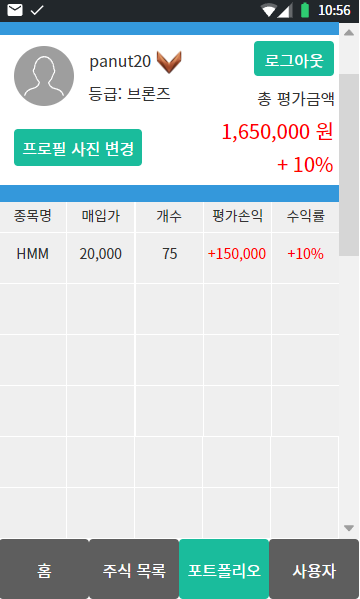 10:56
panut20
로그아웃
등급: 브론즈
총 평가금액
1,650,000 원
프로필 사진 변경
+ 10%
종목명 매입가 개수 평가손익 수익률
HMM 20,000 75 +150,000 +10%
홈 주식 목록 포트폴리오 사용자